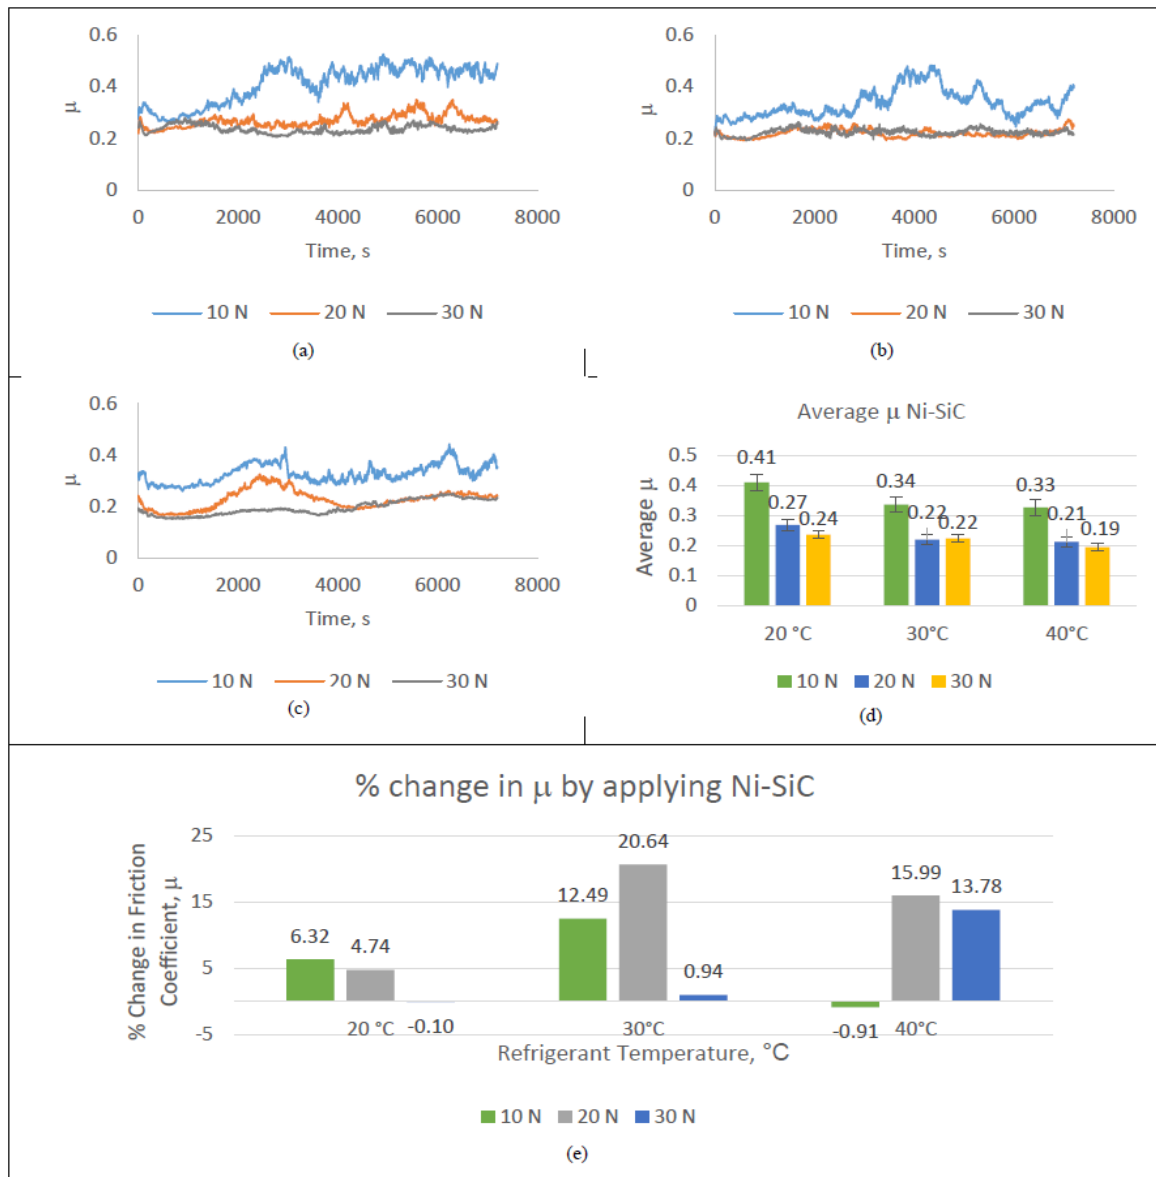 0.6
0.4
0.2
0
μ
0 2000 4000 6000 8000
Time, s
10 N 20 N 30 N
(a)
0.6
0.4
0.2
0
μ
0 2000 4000 6000 8000
Time, s
10 N 20 N 30 N
(b)
0.6
0.4
0.2
0
μ
0 2000 4000 6000 8000
Time, s
10 N 20 N 30 N
(c)
Average μ Ni-SiC
Average μ
0.5
0.4
0.3
0.2
0.1
0
0.41 0.27 0.24
0.34 0.22 0.22
0.33 0.21 0.19
20 °C 30°C 40°C
10 N 20 N 30 N
(d)
% change in μ by applying Ni-SiC
% Change in Friction
Coefficient, μ
25
15
5
-5
6.32 4.74 -0.10
12.49 20.64 0.94
-0.91 15.99 13.78
20 °C 30°C 40°C
Refrigerant Temperature, °C
10 N 20 N 30 N
(e)